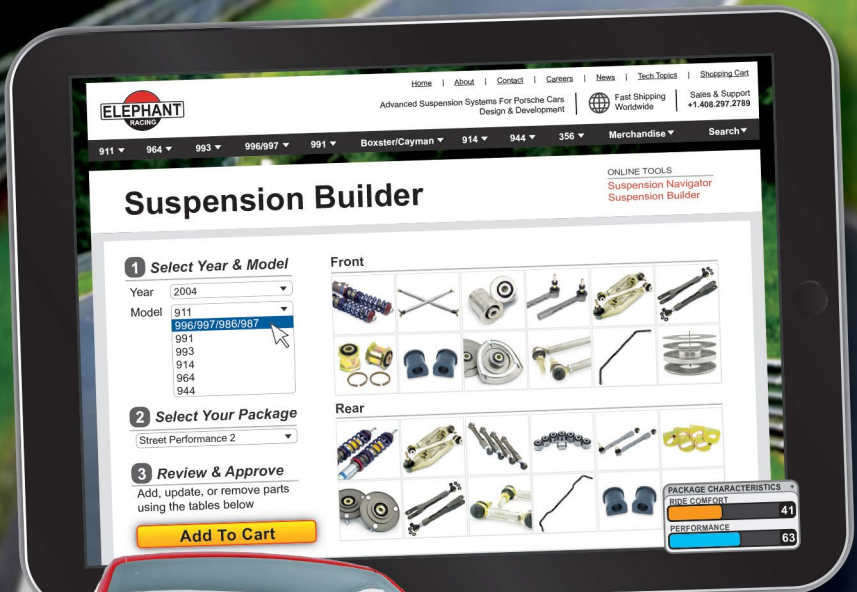 Home | About | Contact | Careers | News | Tech Topics | Shopping Cart
ELEPHANT
RACING
Advanced Suspension Systems For Porsche Cars
Design & Development
Fast Shipping
Worldwide
Sales & Support
+1.408.297.2789
911 ▼ 964 ▼ 993 ▼ 996/997 ▼ 991 ▼ Boxster/Cayman ▼ 914 ▼ 944 ▼ 356 ▼ Merchandise ▼ Search ▼
Suspension Builder
ONLINE TOOLS
Suspension Navigator
Suspension Builder
1 Select Year & Model
Year 2004
Model 911
996/997/986/987
991
993
914
964
944
2 Select Your Package
Street Performance 2
3 Review & Approve
Add, update, or remove parts
using the tables below
Add To Cart
Front
Rear
PACKAGE CHARACTERISTICS +
RIDE COMFORT
41
PERFORMANCE
63